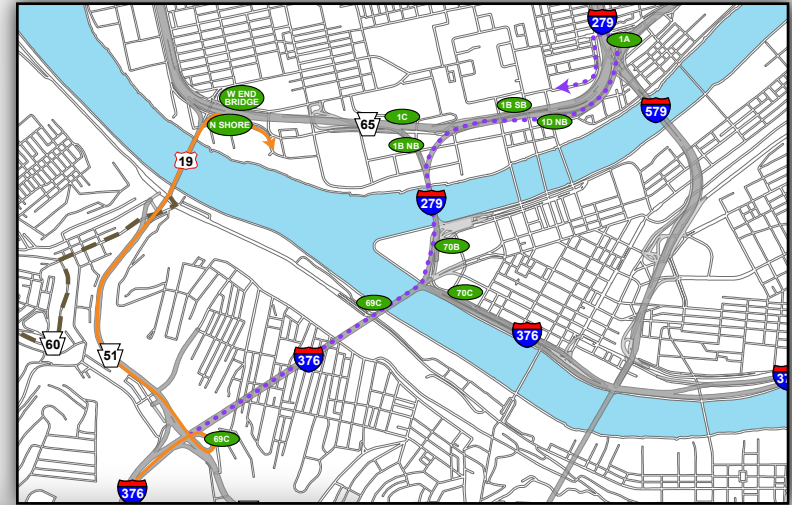 279
1A
W END
BRIDGE
1B SB
579
1C
N SHORE
65
1D NB
1B NB
19
279
70B
70C
69C
376
60
51
376
37
69C
376